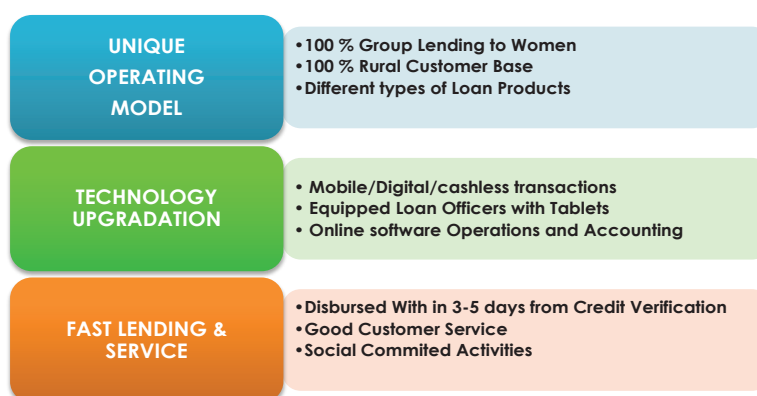 UNIQUE
OPERATING
MODEL
•100 % Group Lending to Women
•100 % Rural Customer Base
•Different types of Loan Products
TECHNOLOGY
UPGRADATION
• Mobile/Digital/cashless transactions
• Equipped Loan Officers with Tablets
• Online software Operations and Accounting
FAST LENDING &
SERVICE
•Disbursed With in 3-5 days from Credit Verification
•Good Customer Service
•Social Commited Activities